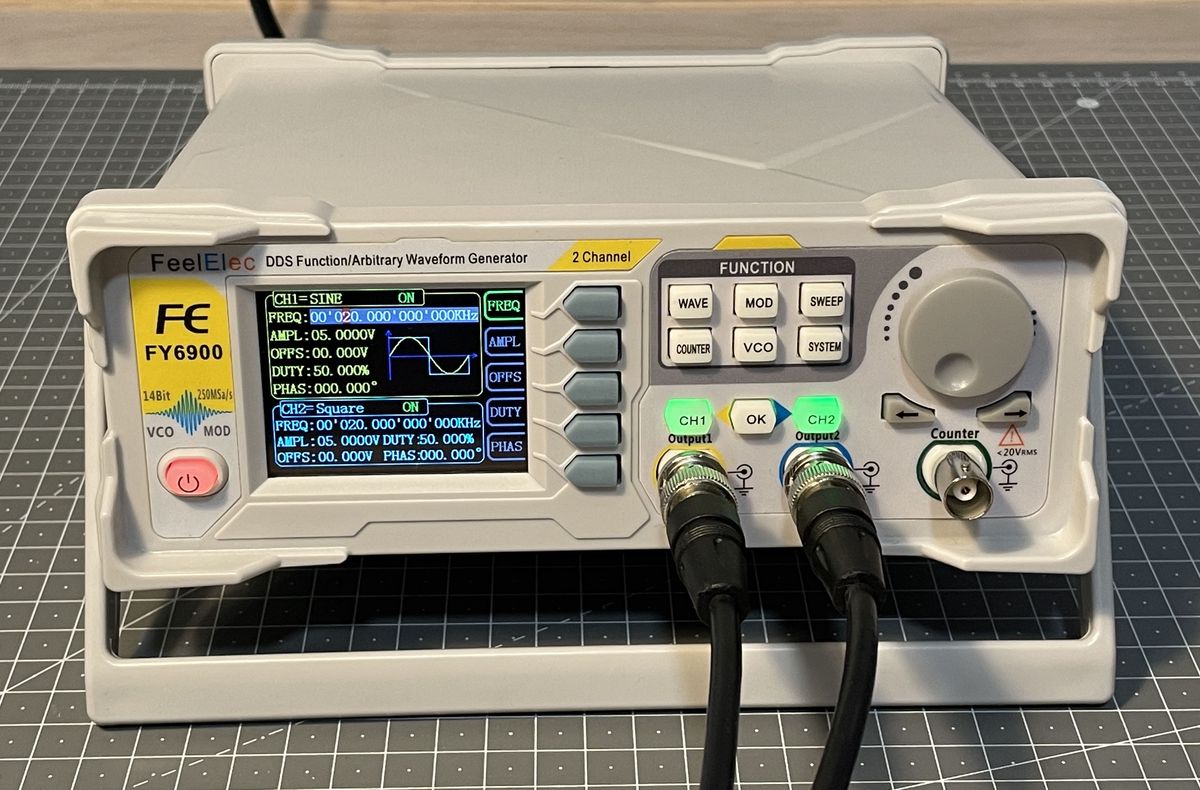 FeelElec DDS Function/Arbitrary Waveform Generator 2 Channel
FE
FY6900
14Bit 250MSa/s
VCO MOD
CH1=SINE ON
FREQ:00'020.000'000'000KHz
AMPL:05.0000V
OFFS:00.000V
DUTY:50.000%
PHAS:000.000°
CH2=Square ON
FREQ:00'020.000'000'000KHz
AMPL:05.0000V DUTY:50.000%
OFFS:00.000V PHAS:000.000°
FREQ
AMPL
OFFS
DUTY
PHAS
FUNCTION
WAVE MOD SWEEP
COUNTER VCO SYSTEM
CH1 OK CH2
Output1 Output2
Counter
<20VRMS